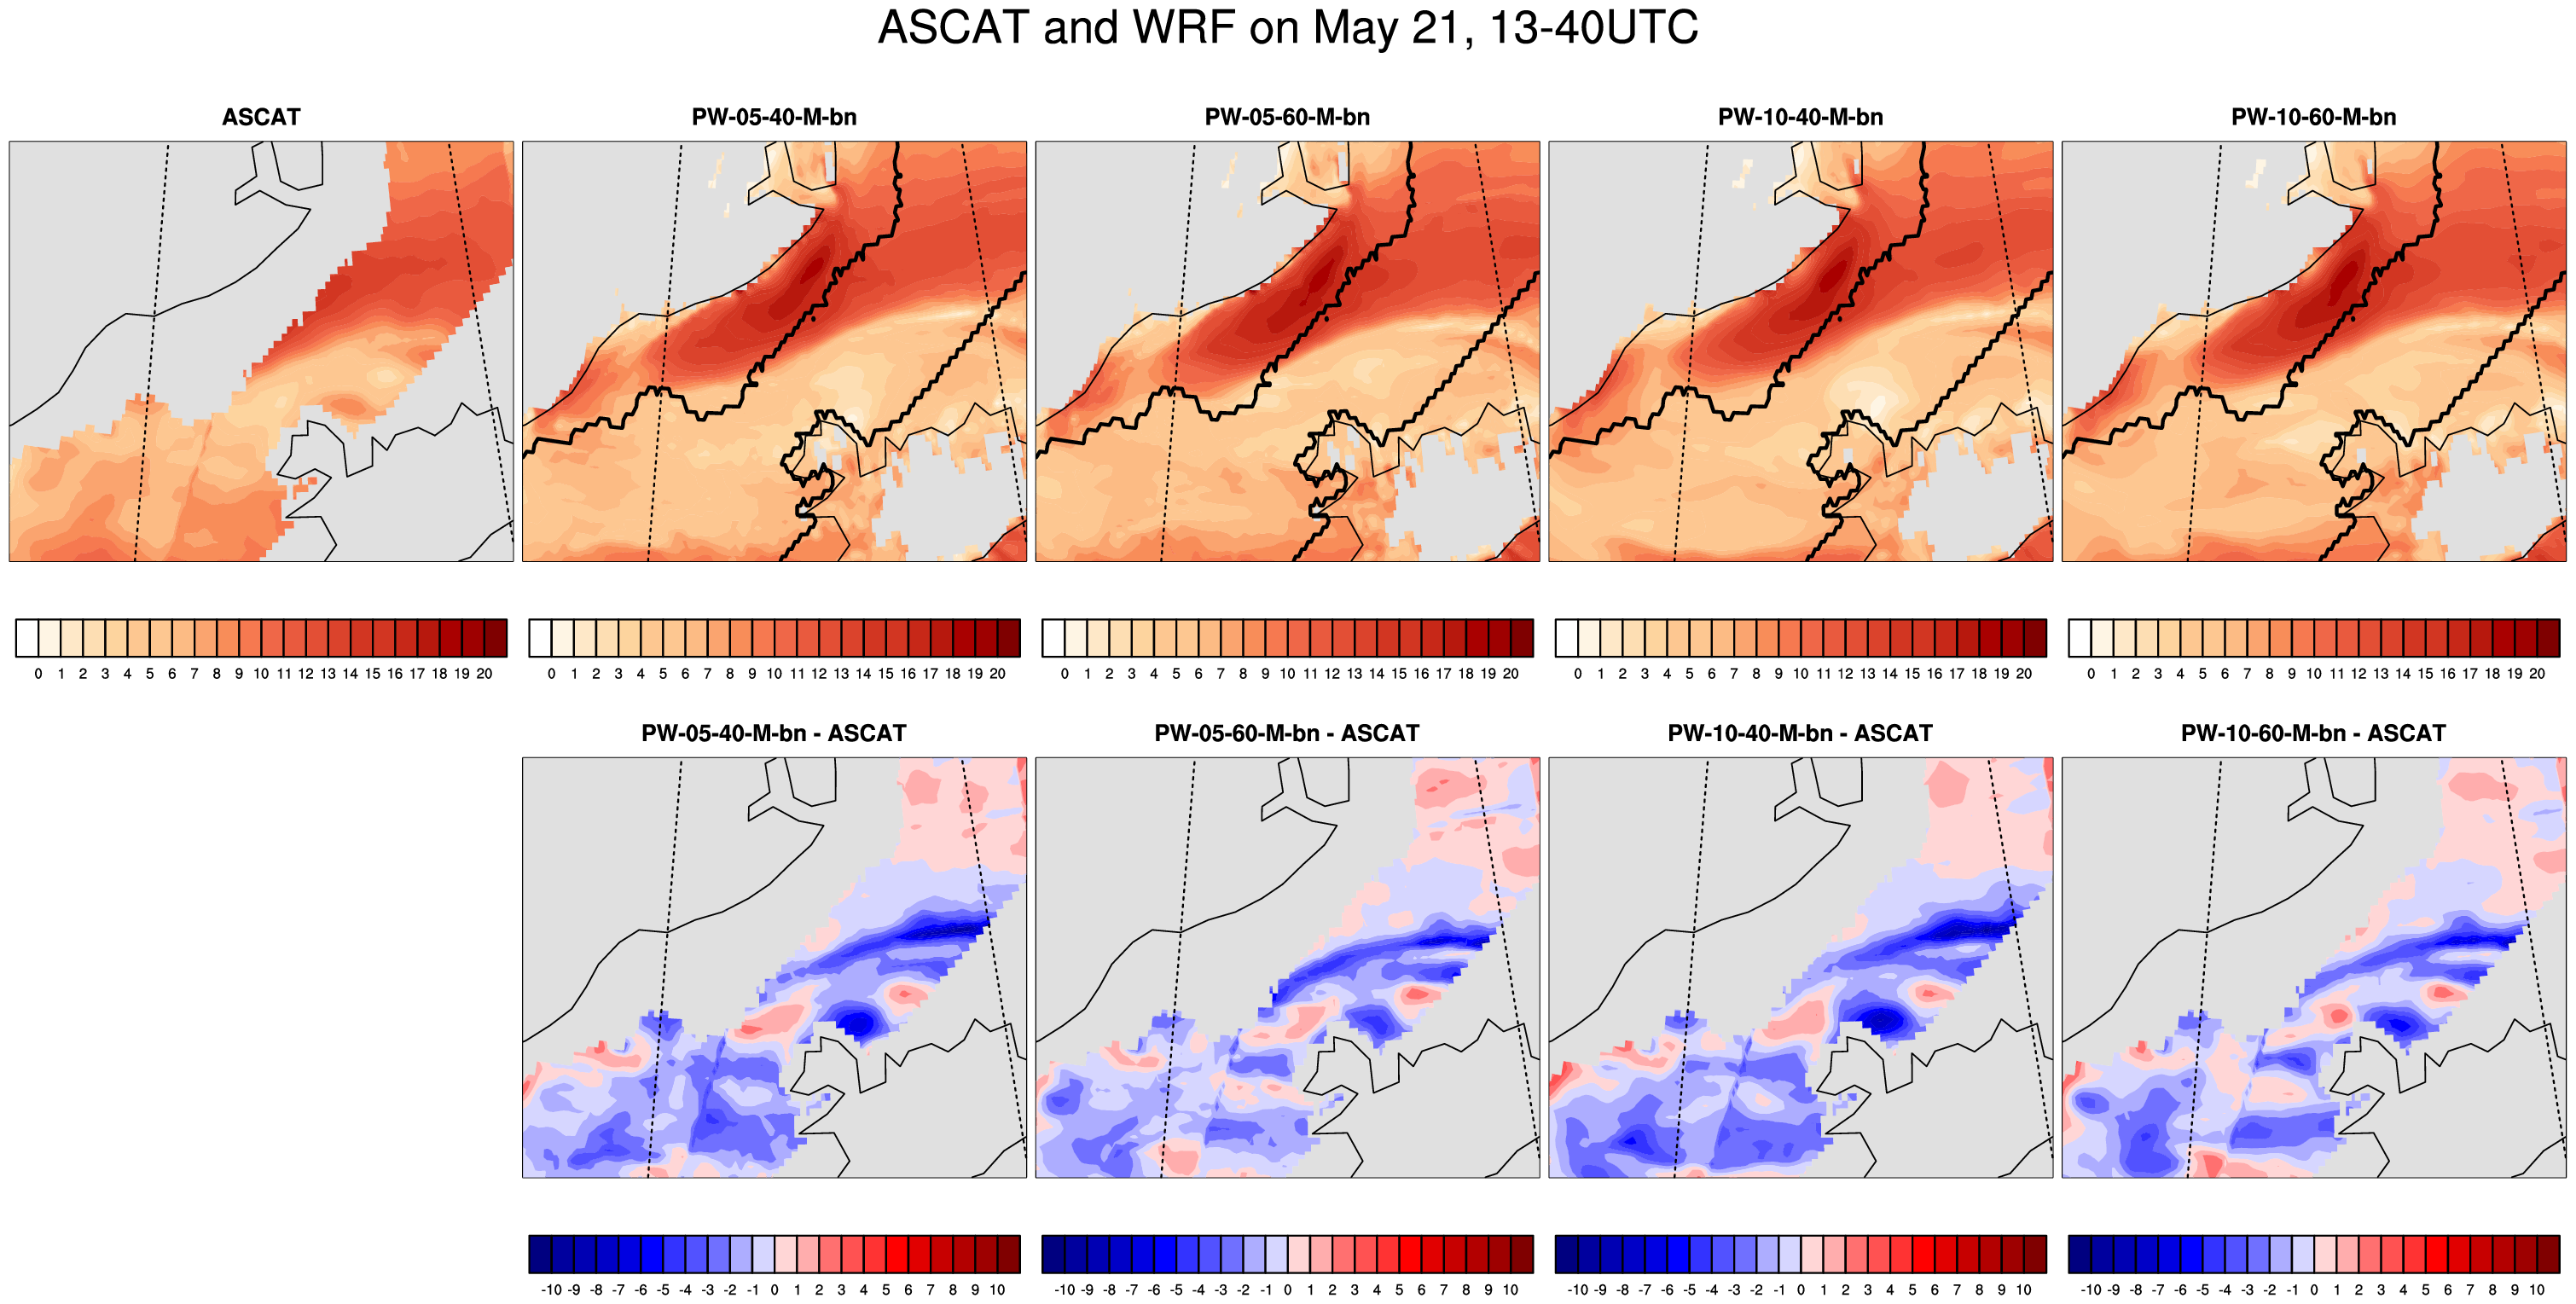 ASCAT and WRF on May 21, 13-40UTC
ASCAT
PW-05-40-M-bn
PW-05-60-M-bn
PW-10-40-M-bn
PW-10-60-M-bn
0 1 2 3 4 5 6 7 8 9 10 11 12 13 14 15 16 17 18 19 20
0 1 2 3 4 5 6 7 8 9 10 11 12 13 14 15 16 17 18 19 20
0 1 2 3 4 5 6 7 8 9 10 11 12 13 14 15 16 17 18 19 20
0 1 2 3 4 5 6 7 8 9 10 11 12 13 14 15 16 17 18 19 20
0 1 2 3 4 5 6 7 8 9 10 11 12 13 14 15 16 17 18 19 20
PW-05-40-M-bn - ASCAT
PW-05-60-M-bn - ASCAT
PW-10-40-M-bn - ASCAT
PW-10-60-M-bn - ASCAT
-10 -9 -8 -7 -6 -5 -4 -3 -2 -1 0 1 2 3 4 5 6 7 8 9 10
-10 -9 -8 -7 -6 -5 -4 -3 -2 -1 0 1 2 3 4 5 6 7 8 9 10
-10 -9 -8 -7 -6 -5 -4 -3 -2 -1 0 1 2 3 4 5 6 7 8 9 10
-10 -9 -8 -7 -6 -5 -4 -3 -2 -1 0 1 2 3 4 5 6 7 8 9 10